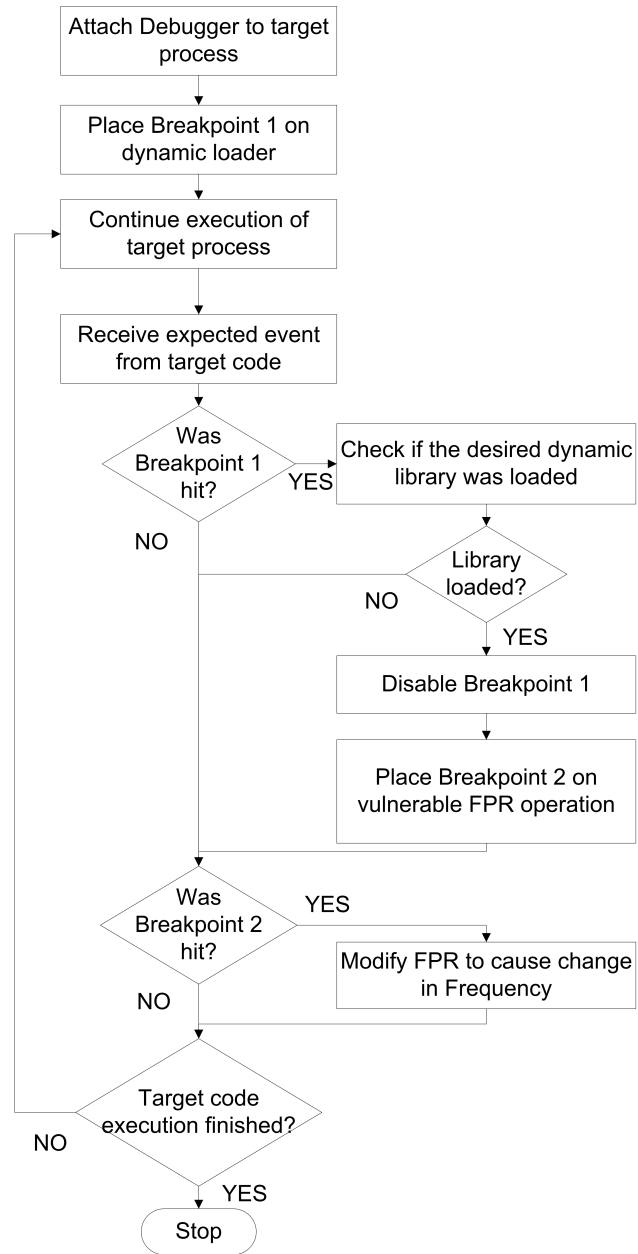 Attach Debugger to target
process
Place Breakpoint 1 on
dynamic loader
Continue execution of
target process
Receive expected event
from target code
Was
Breakpoint 1
hit?
YES
Check if the desired dynamic
library was loaded
NO
Library
loaded?
NO
YES
Disable Breakpoint 1
Place Breakpoint 2 on
vulnerable FPR operation
Was
Breakpoint 2
hit?
YES
Modify FPR to cause change
in Frequency
NO
Target code
execution finished?
NO
YES
Stop